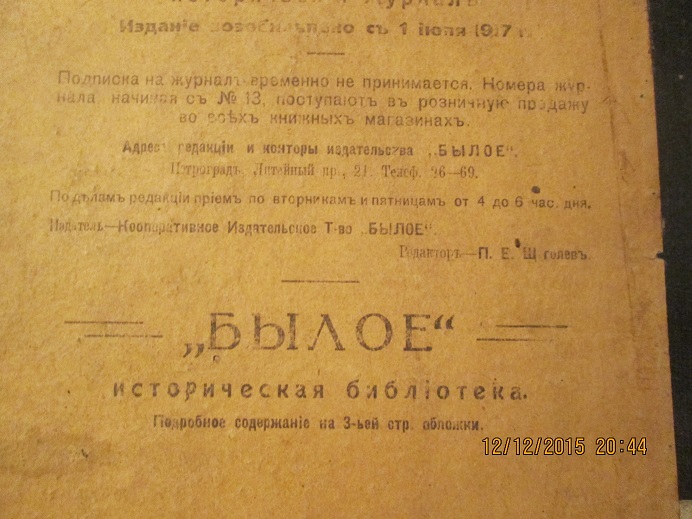 историческій журналъ.
Изданіе возобновлено съ 1 іюля 1917 г.
Подписка на журналъ временно не принимается. Номера жур-
нала, начиная съ № 13, поступаютъ въ розничную продажу
во всѣхъ книжныхъ магазинахъ.
Адресъ редакціи и конторы издательства „БЫЛОЕ".
Петроградъ, Литейный пр., 21. Телеф. 26—69.
По дѣламъ редакціи пріемъ по вторникамъ и пятницамъ от 4 до 6 час. дня.
Издатель—Кооперативное Издательское Т-во „БЫЛОЕ".
Редакторъ—П. Е. Щеголевъ.
„БЫЛОЕ“
историческая библіотека.
Подробное содержаніе на 3-ьей стр. обложки.
12/12/2015 20:44